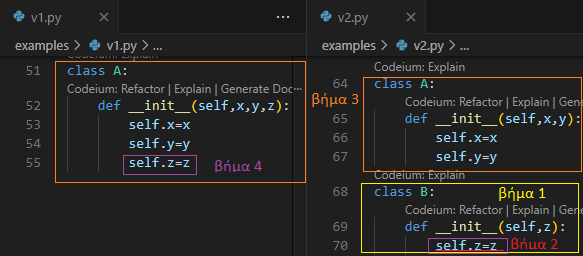 v1.py
examples > v1.py > ...
Codeium: Explain
51 class A:
Codeium: Refactor | Explain | Generate Doc...
52 def __init__(self,x,y,z):
53 self.x=x
54 self.y=y
55 self.z=z
βήμα 4
v2.py
examples > v2.py > ...
Codeium: Explain
64 class A:
βήμα 3
Codeium: Refactor | Explain | Gene
65 def __init__(self,x,y):
66 self.x=x
67 self.y=y
Codeium: Explain
68 class B:
βήμα 1
Codeium: Refactor | Explain | Gene
69 def __init__(self,z):
70 self.z=z
βήμα 2